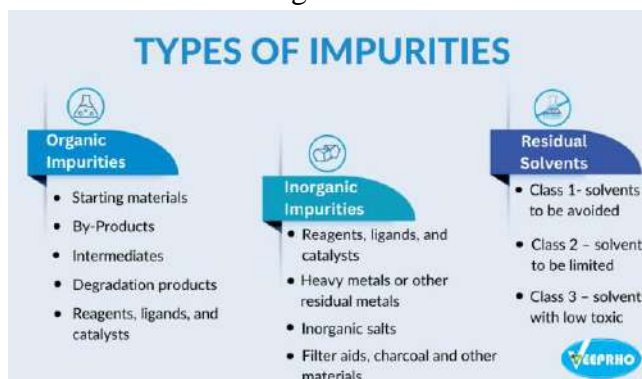 TYPES OF IMPURITIES
Organic
Impurities
• Starting materials
• By-Products
• Intermediates
• Degradation products
• Reagents, ligands, and
catalysts
Inorganic
Impurities
• Reagents, ligands, and
catalysts
• Heavy metals or other
residual metals
• Inorganic salts
• Filter aids, charcoal and other
materials
Residual
Solvents
• Class 1- solvents
to be avoided
• Class 2 – solvent
to be limited
• Class 3 – solvent
with low toxic
VEEPRHO